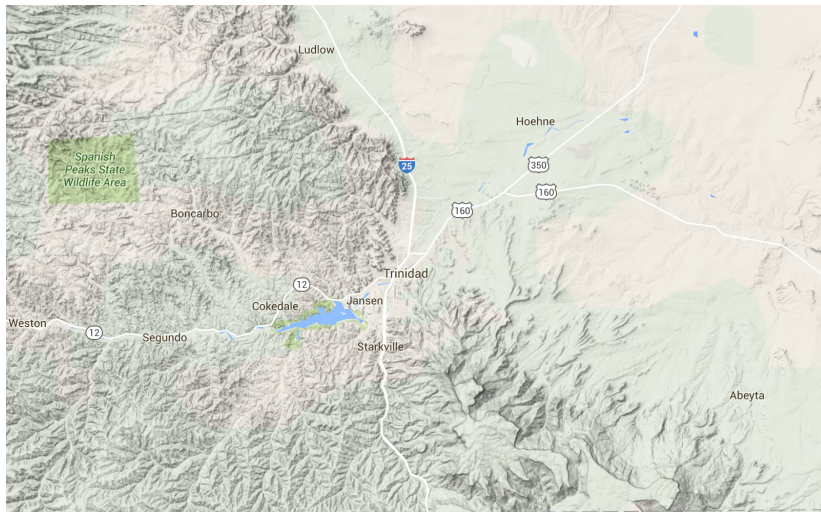 Ludlow
Hoehne
Spanish
Peaks State
Wildlife Area
25
350
160
160
Boncarbo
Trinidad
12
Cokedale
Jansen
Weston
12
Segundo
Starkville
Abeyta